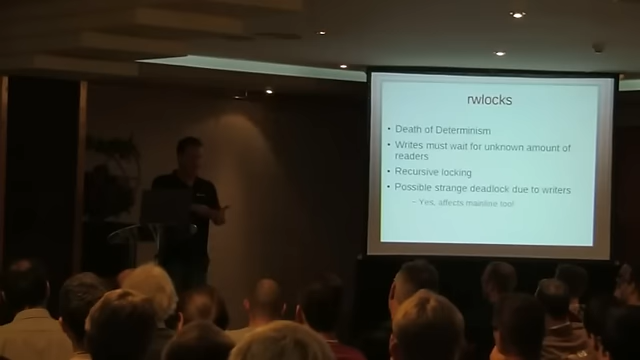 rwlocks
• Death of Determinism
• Writes must wait for unknown amount of
readers
• Recursive locking
• Possible strange deadlock due to writers
– Yes, affects mainline too!